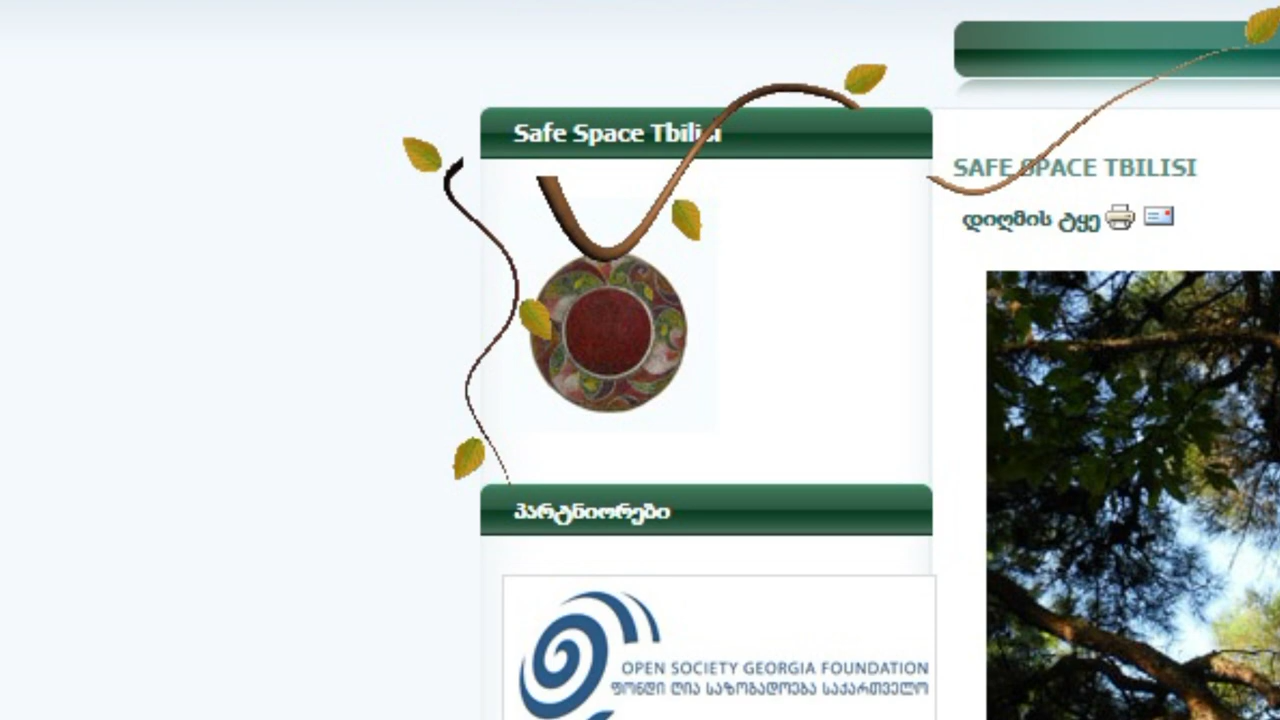 Safe Space Tbilisi
SAFE SPACE TBILISI
დიღმის ტყე
პარტნიორები
OPEN SOCIETY GEORGIA FOUNDATION
ფონდი ღია საზოგადოება საქართველო